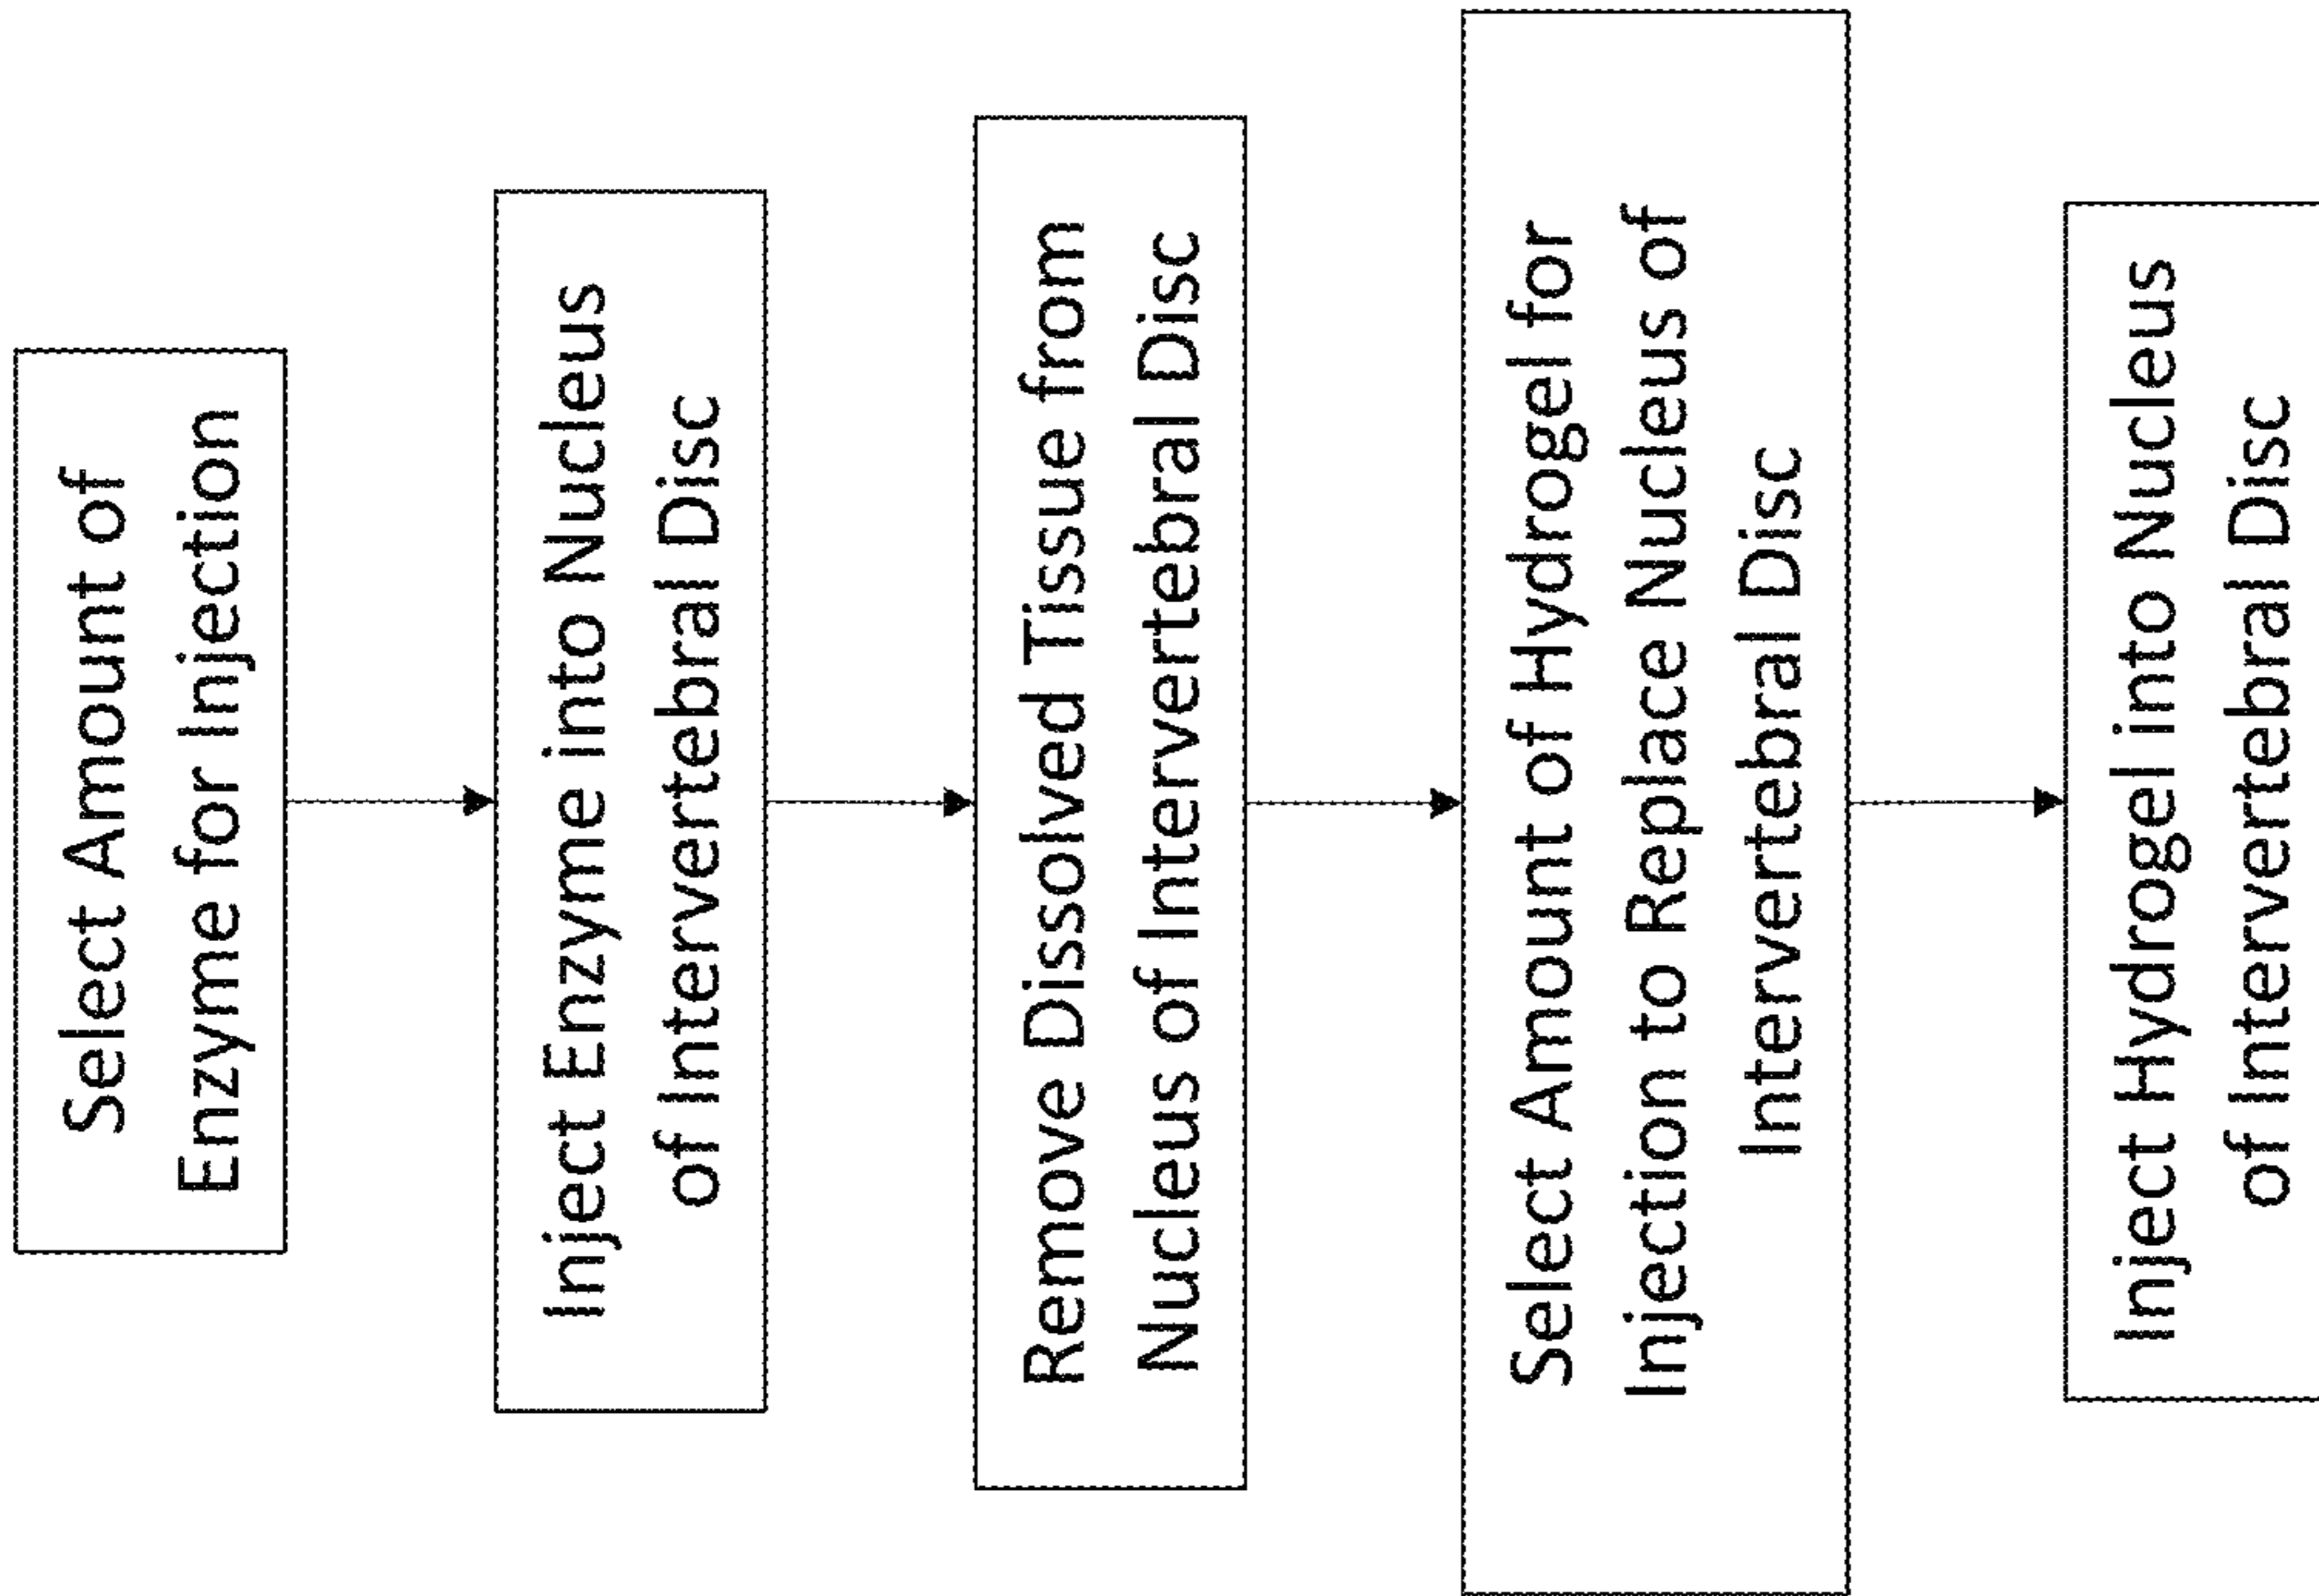 Select Amount of
Enzyme for Injection
Inject Enzyme into Nucleus
of Intervertebral Disc
Remove Dissolved Tissue from
Nucleus of Intervertebral Disc
Select Amount of Hydrogel for
Injection to Replace Nucleus of
Intervertebral Disc
Inject Hydrogel into Nucleus
of Intervertebral Disc